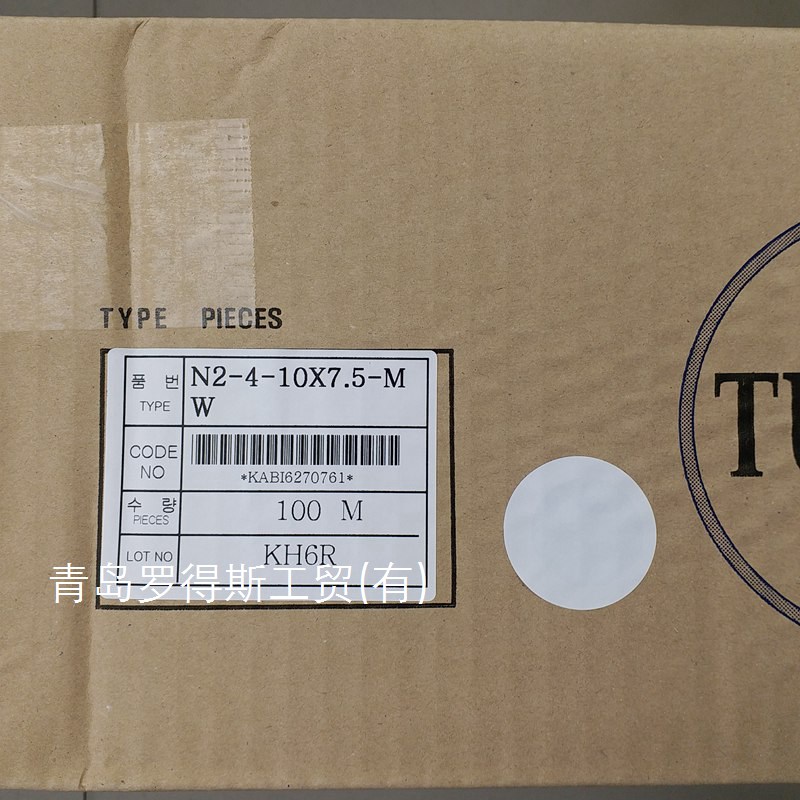 TYPE PIECES
품 번 N2-4-10X7.5-M
TYPE W
CODE NO
*KABI6270761*
수 량 100 M
PIECES
LOT NO KH6R
青岛罗得斯工贸(有)
TU